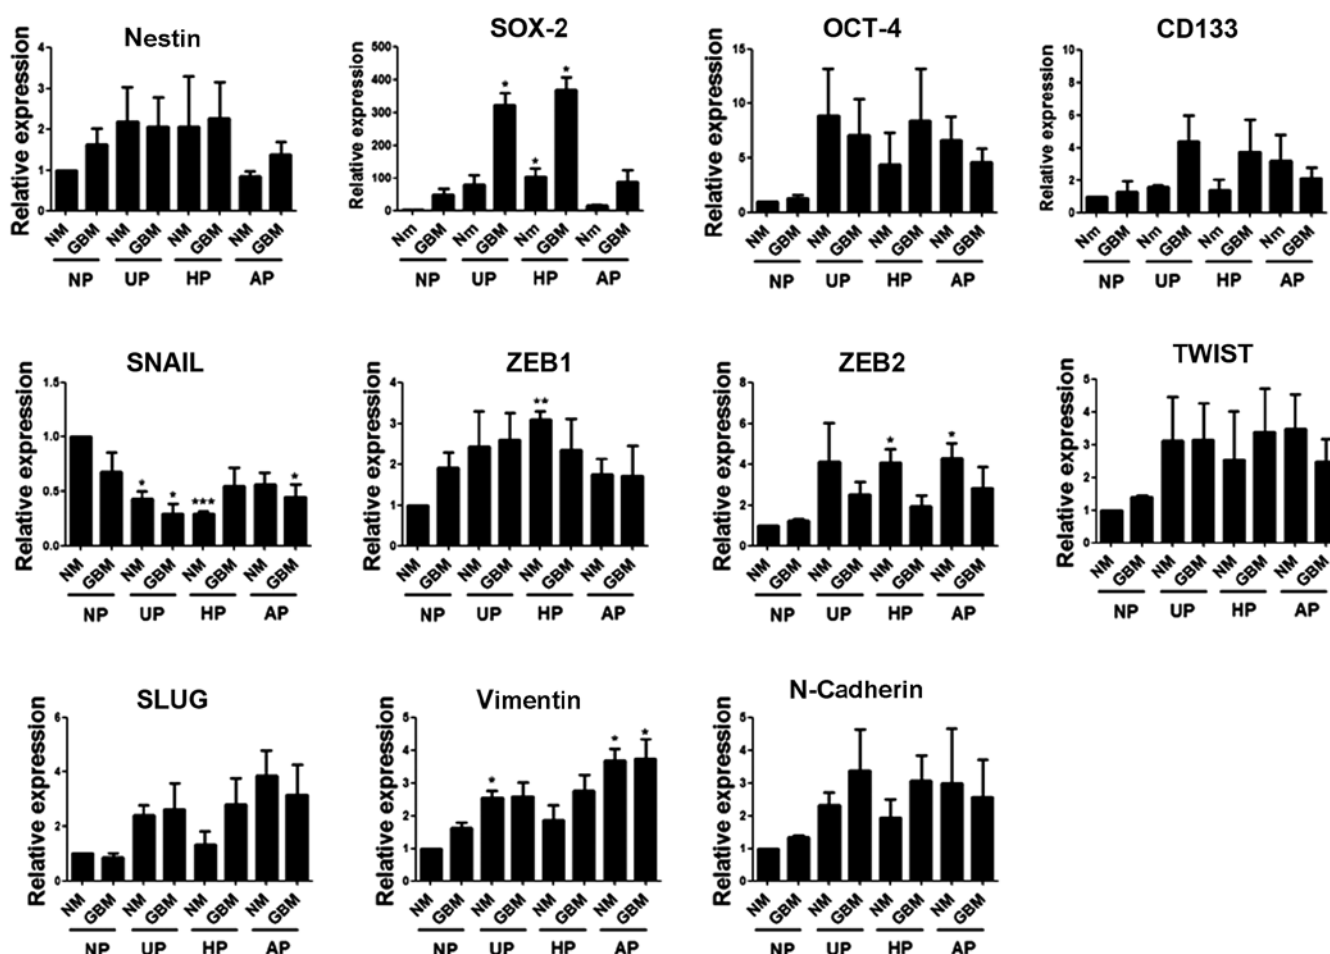 Nestin
Relative expression
4
3
2
1
0
NM GBM NM GBM NM GBM NM GBM
NP UP HP AP
SOX-2
Relative expression
500
400
300
200
100
0
* * *
Nm GBM Nm GBM Nm GBM Nm GBM
NP UP HP AP
OCT-4
Relative expression
15
10
5
0
NM GBM NM GBM NM GBM NM GBM
NP UP HP AP
CD133
Relative expression
10
8
6
4
2
0
Nm GBM Nm GBM Nm GBM Nm GBM
NP UP HP AP
SNAIL
Relative expression
1.5
1.0
0.5
0.0
* * *** *
NM GBM NM GBM NM GBM NM GBM
NP UP HP AP
ZEB1
Relative expression
4
3
2
1
0
**
NM GBM NM GBM NM GBM NM GBM
NP UP HP AP
ZEB2
Relative expression
8
6
4
2
0
* *
NM GBM NM GBM NM GBM NM GBM
NP UP HP AP
TWIST
Relative expression
5
4
3
2
1
0
NM GBM NM GBM NM GBM NM GBM
NP UP HP AP
SLUG
Relative expression
6
4
2
0
NM GBM NM GBM NM GBM NM GBM
NP UP HP AP
Vimentin
Relative expression
5
4
3
2
1
0
* * *
NM GBM NM GBM NM GBM NM GBM
NP UP HP AP
N-Cadherin
Relative expression
5
4
3
2
1
0
NM GBM NM GBM NM GBM NM GBM
NP UP HP AP